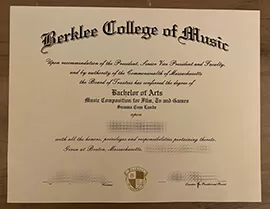 Berklee College of Music
Upon recommendation of the President, Senior Vice President and Faculty,
and by authority of the Commonwealth of Massachusetts
the Board of Trustees has conferred the degree of
Bachelor of Arts
Music Composition for Film, Tv and Games
Summa Cum Laude
upon
with all the honors, privileges and responsibilities pertaining thereto.
Given at Boston, Massachusetts,